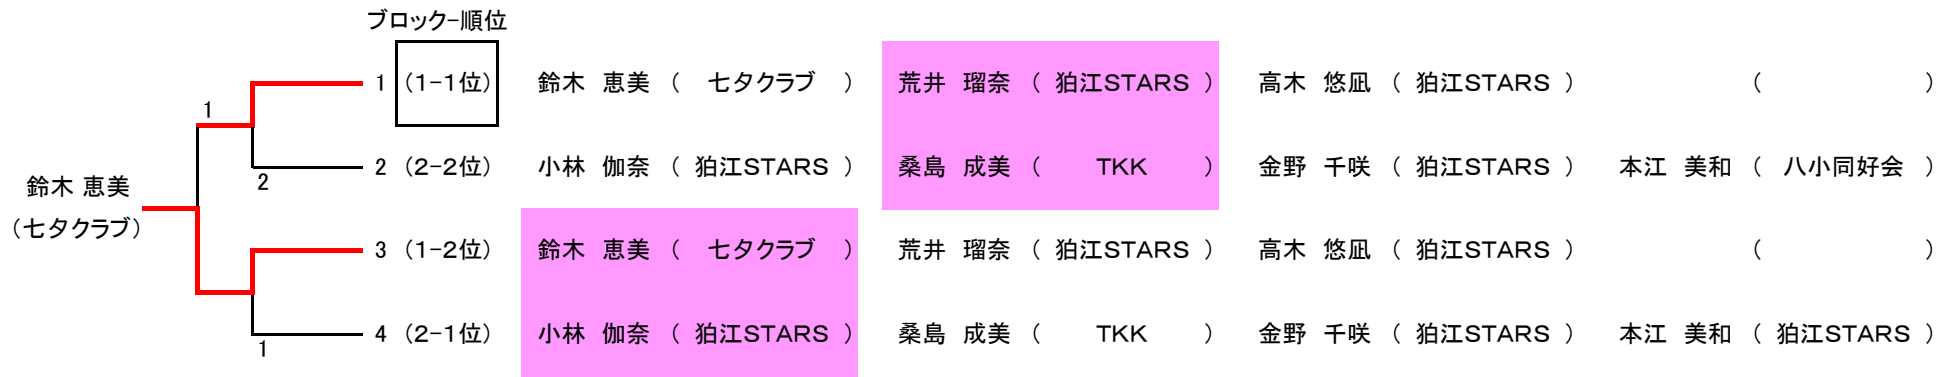 ブロック-順位
1 (1-1位) 鈴木 恵美 ( 七夕クラブ ) 荒井 瑠奈 ( 狛江STARS ) 高木 悠凪 ( 狛江STARS ) ( )
1
2 (2-2位) 小林 伽奈 ( 狛江STARS ) 桑島 成美 ( TKK ) 金野 千咲 ( 狛江STARS ) 本江 美和 ( 八小同好会 )
2
鈴木 恵美
(七夕クラブ)
3 (1-2位) 鈴木 恵美 ( 七夕クラブ ) 荒井 瑠奈 ( 狛江STARS ) 高木 悠凪 ( 狛江STARS ) ( )
4 (2-1位) 小林 伽奈 ( 狛江STARS ) 桑島 成美 ( TKK ) 金野 千咲 ( 狛江STARS ) 本江 美和 ( 狛江STARS )
1